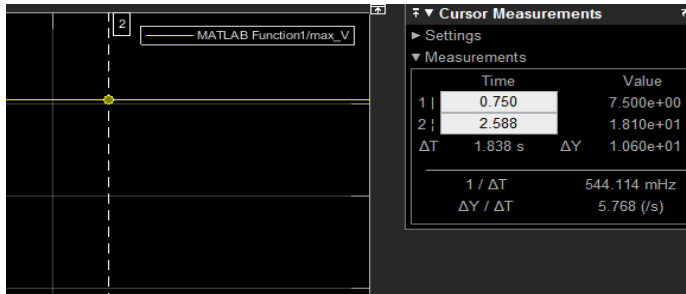 2
MATLAB Function1/max_V
▼ Cursor Measurements
► Settings
▼ Measurements
Time Value
1 | 0.750 7.500e+00
2 ¦ 2.588 1.810e+01
ΔT 1.838 s ΔY 1.060e+01
1 / ΔT 544.114 mHz
ΔY / ΔT 5.768 (/s)